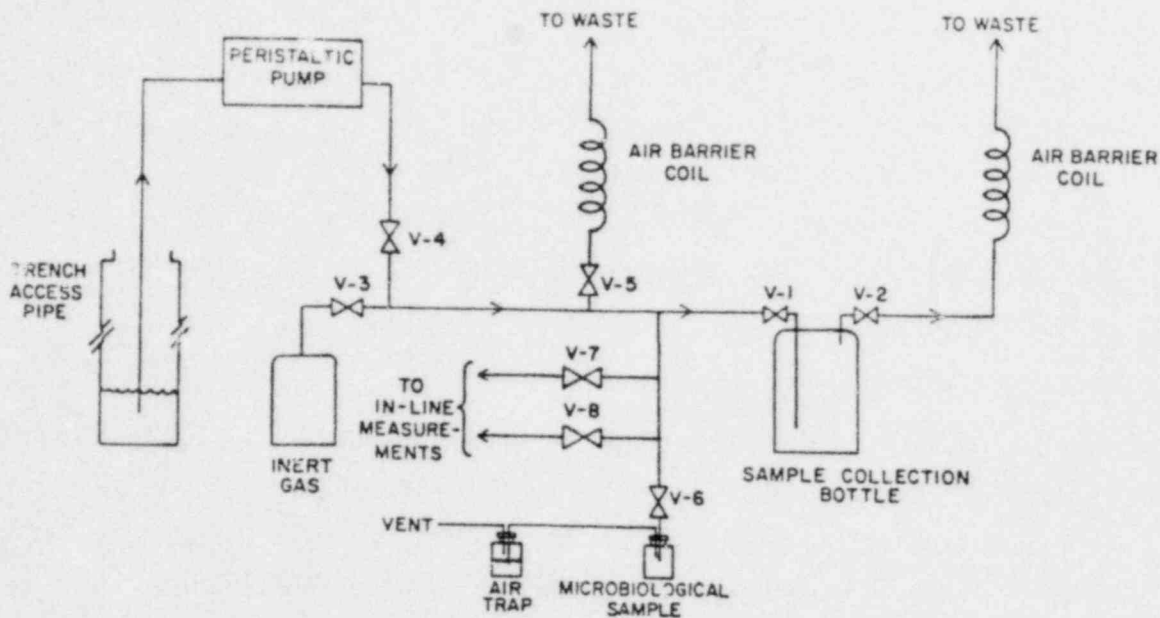 TO WASTE
TO WASTE
PERISTALTIC
PUMP
AIR BARRIER
COIL
AIR BARRIER
COIL
V-4
TRENCH
ACCESS
PIPE
V-3
V-5
V-1
V-2
V-7
TO
IN-LINE
MEASURE-
MENTS
V-8
INERT
GAS
SAMPLE COLLECTION
BOTTLE
V-6
VENT
AIR
TRAP
MICROBIOLOGICAL
SAMPLE